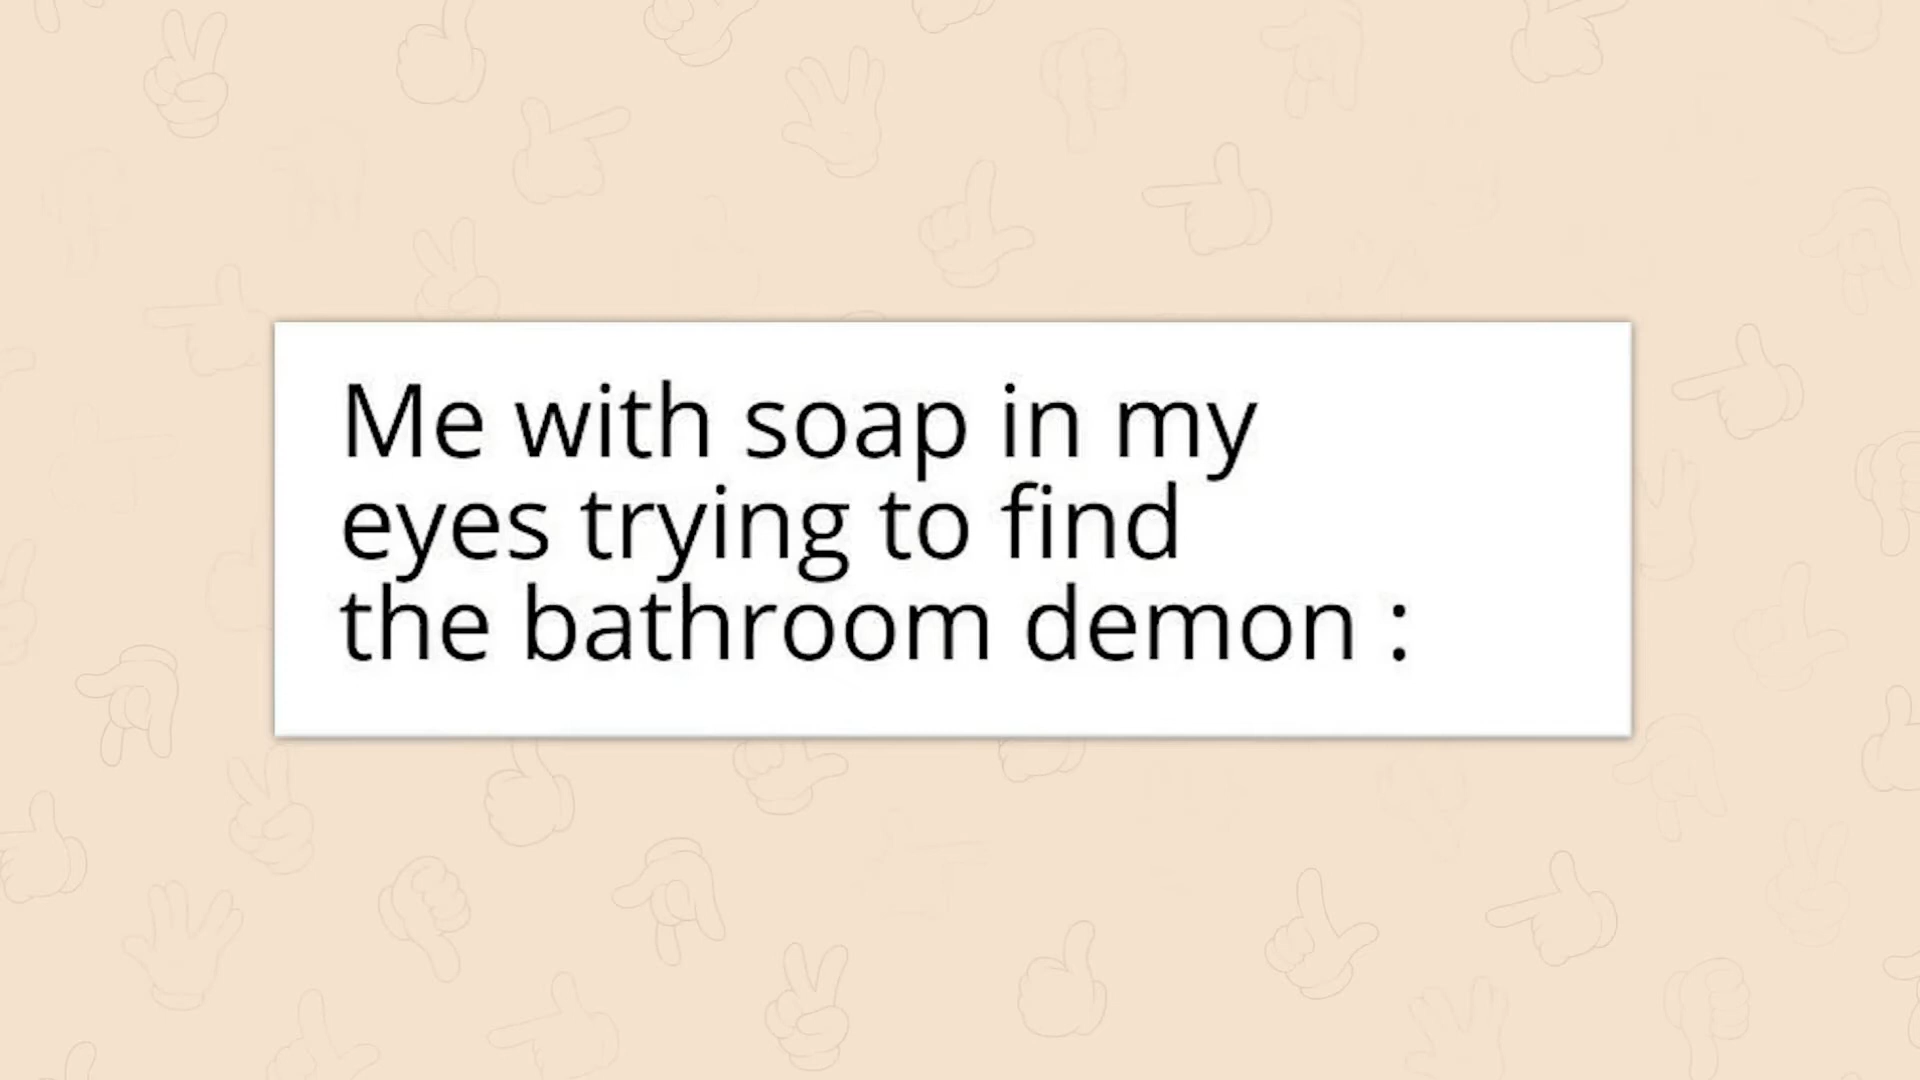 Me with soap in my
eyes trying to find
the bathroom demon :